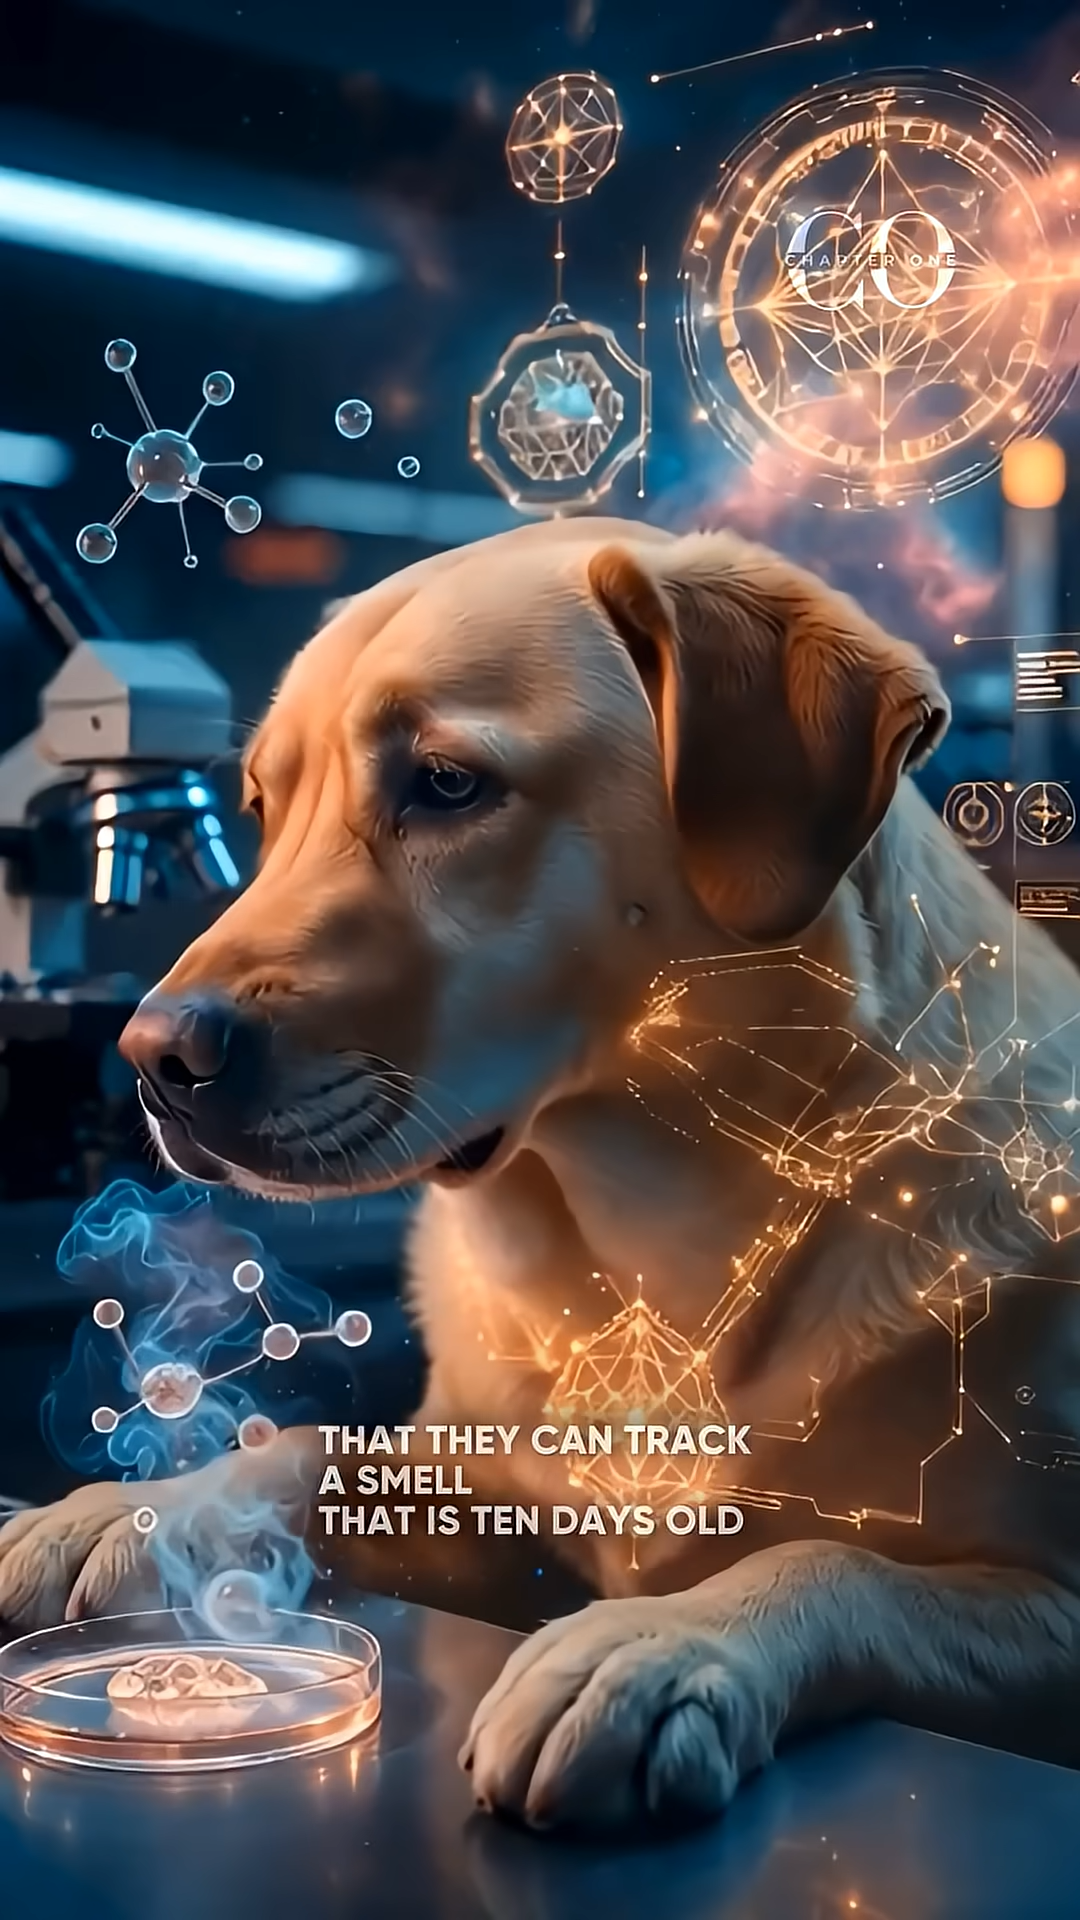 CO
CHAPTER ONE
THAT THEY CAN TRACK
A SMELL
THAT IS TEN DAYS OLD